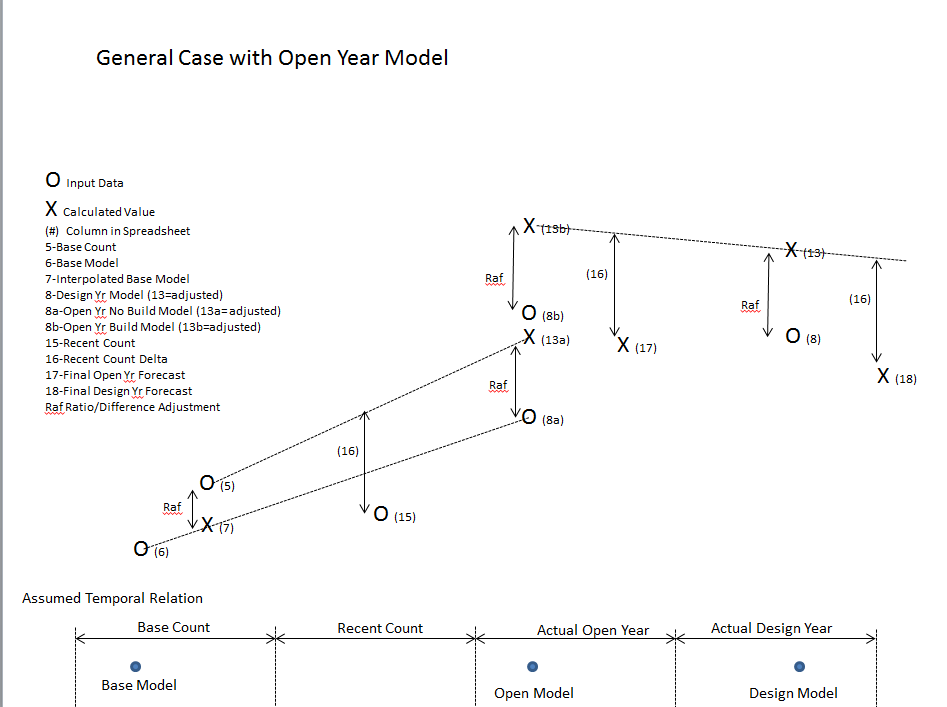 General Case with Open Year Model
O Input Data
X Calculated Value
(#) Column in Spreadsheet
5-Base Count
6-Base Model
7-Interpolated Base Model
8-Design Yr Model (13=adjusted)
8a-Open Yr No Build Model (13a=adjusted)
8b-Open Yr Build Model (13b=adjusted)
15-Recent Count
16-Recent Count Delta
17-Final Open Yr Forecast
18-Final Design Yr Forecast
Raf Ratio/Difference Adjustment
X (13b)
X (13)
Raf
(16)
Raf
(16)
O (8b)
X (13a)
X (17)
O (8)
X (18)
Raf
O (8a)
(16)
O (5)
Raf
X (7)
O (15)
O (6)
Assumed Temporal Relation
Base Count
Recent Count
Actual Open Year
Actual Design Year
Base Model
Open Model
Design Model